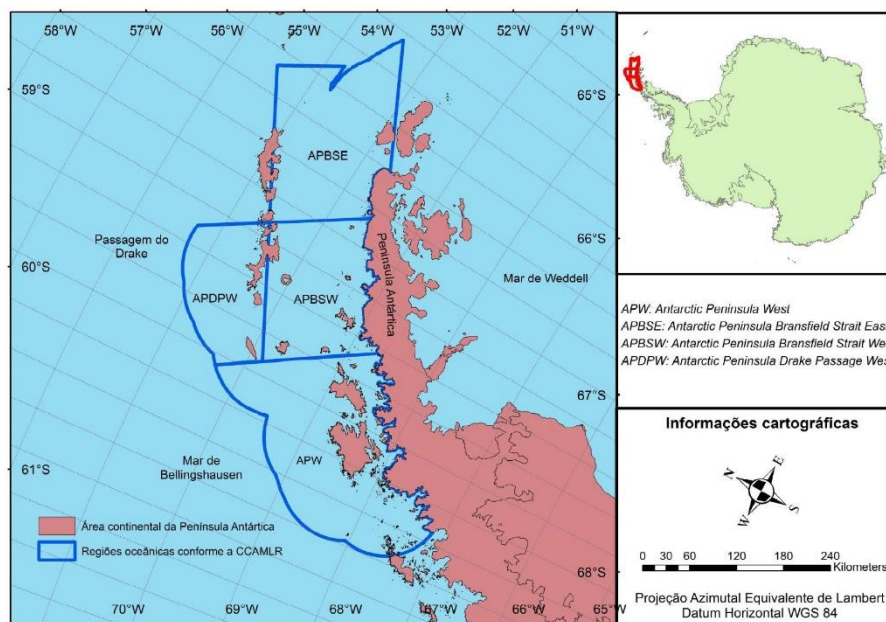 58°W
57°W
56°W
55°W
54°W
53°W
52°W
51°W
59°S
60°S
61°S
65°S
66°S
67°S
68°S
70°W
69°W
68°W
67°W
66°W
65°W
APBSE
Passagem do
Drake
APDPW
APBSW
Península Antártica
Mar de Weddell
Mar de
Bellingshausen
APW
Área continental da Península Antártica
Regiões oceânicas conforme a CCAMLR
APW: Antarctic Peninsula West
APBSE: Antarctic Peninsula Bransfield Strait Eas
APBSW: Antarctic Peninsula Bransfield Strait We
APDPW: Antarctic Peninsula Drake Passage Wes
Informações cartográficas
N
E
W
S
0 30 60 120 180 240
Kilometers
Projeção Azimutal Equivalente de Lambert
Datum Horizontal WGS 84